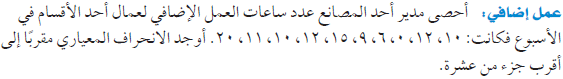 عمل إضافي: أحصى مدير أحد المصانع عدد ساعات العمل الإضافي لعمال أحد الأقسام في
الأسبوع فكانت: ١٠، ١٢، ٠، ٦، ٩، ١٥، ١٢، ١٠، ١١، ٢٠. أوجد الانحراف المعياري مقربًا إلى
أقرب جزء من عشرة.